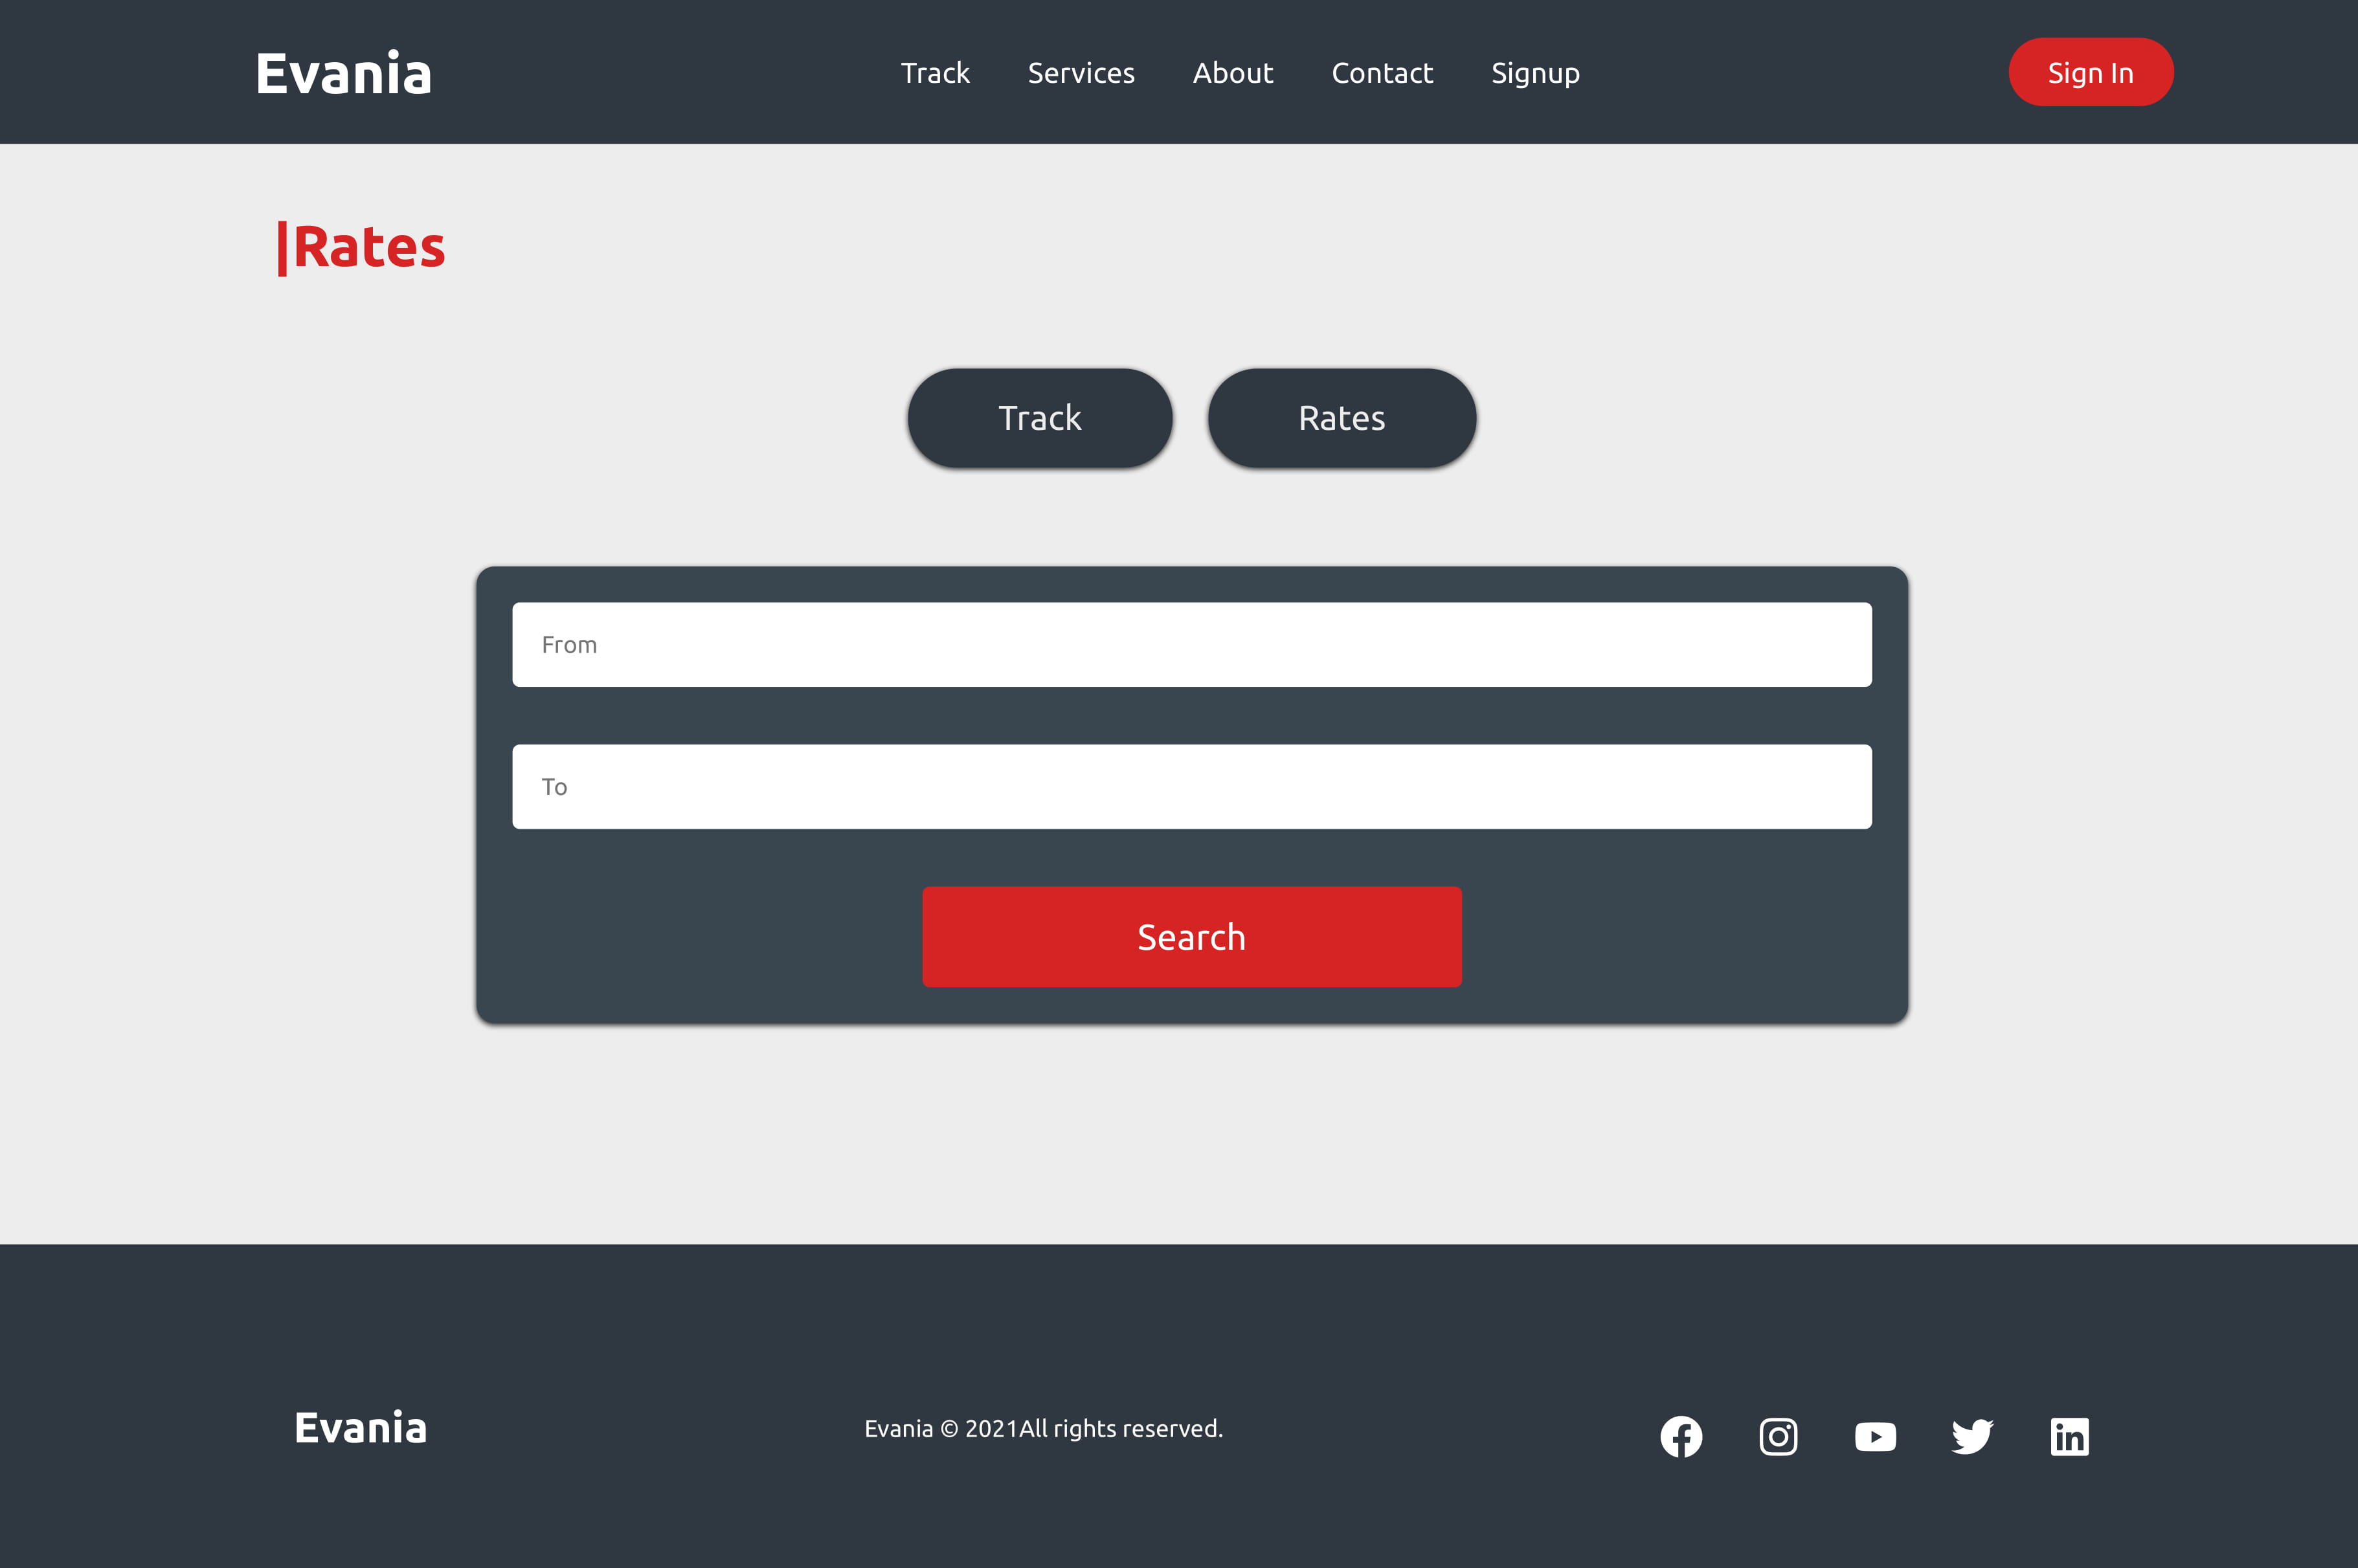 Evania
Track Services About Contact Signup
Sign In
|Rates
Track
Rates
From
To
Search
Evania
Evania © 2021All rights reserved.